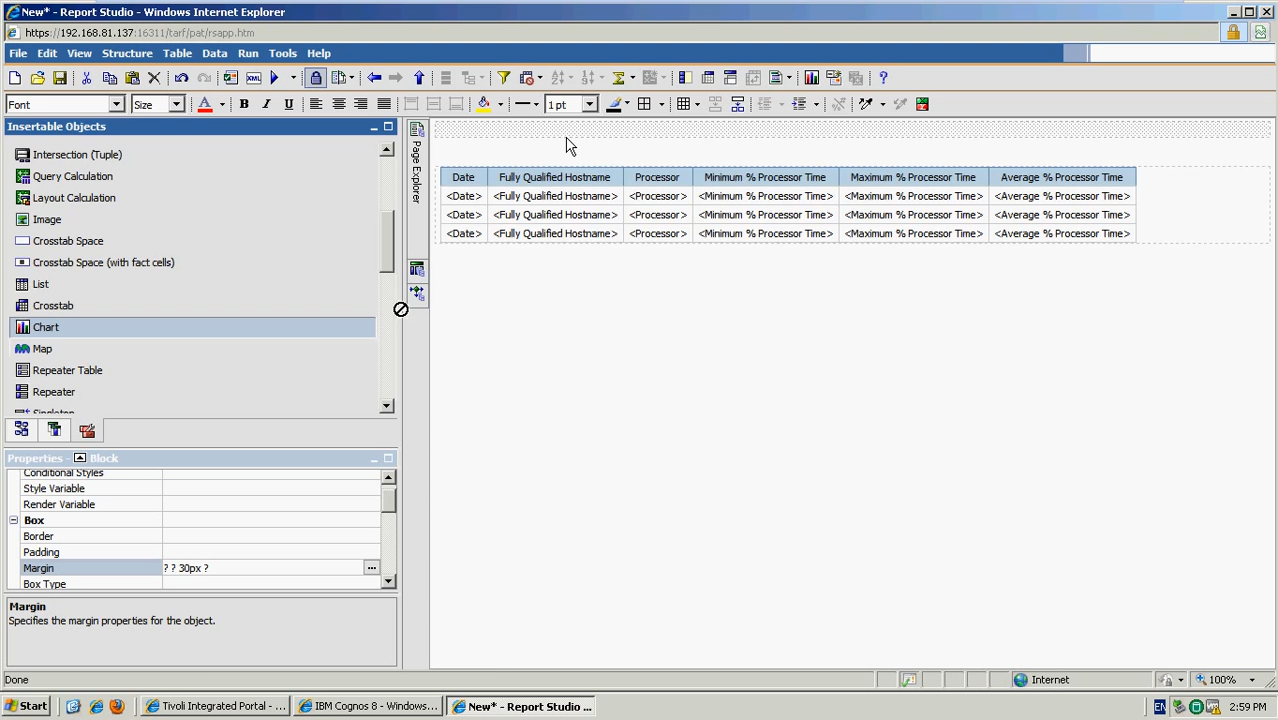 New* - Report Studio - Windows Internet Explorer
https://192.168.81.137:16311/tarf/pat/rsapp.htm
File Edit View Structure Table Data Run Tools Help
Font Size 1 pt
Insertable Objects
Intersection (Tuple)
Query Calculation
Layout Calculation
Image
Crosstab Space
Crosstab Space (with fact cells)
List
Crosstab
Chart
Map
Repeater Table
Repeater
Singleton
Page Explorer
Date Fully Qualified Hostname Processor Minimum % Processor Time Maximum % Processor Time Average % Processor Time
<Date> <Fully Qualified Hostname> <Processor> <Minimum % Processor Time> <Maximum % Processor Time> <Average % Processor Time>
<Date> <Fully Qualified Hostname> <Processor> <Minimum % Processor Time> <Maximum % Processor Time> <Average % Processor Time>
<Date> <Fully Qualified Hostname> <Processor> <Minimum % Processor Time> <Maximum % Processor Time> <Average % Processor Time>
Properties - Block
Conditional Styles
Style Variable
Render Variable
Box
Border
Padding
Margin ? ? 30px ?
Box Type
Margin
Specifies the margin properties for the object.
Done Internet 100%
Start Tivoli Integrated Portal - ... IBM Cognos 8 - Windows... New* - Report Studio ... EN 2:59 PM